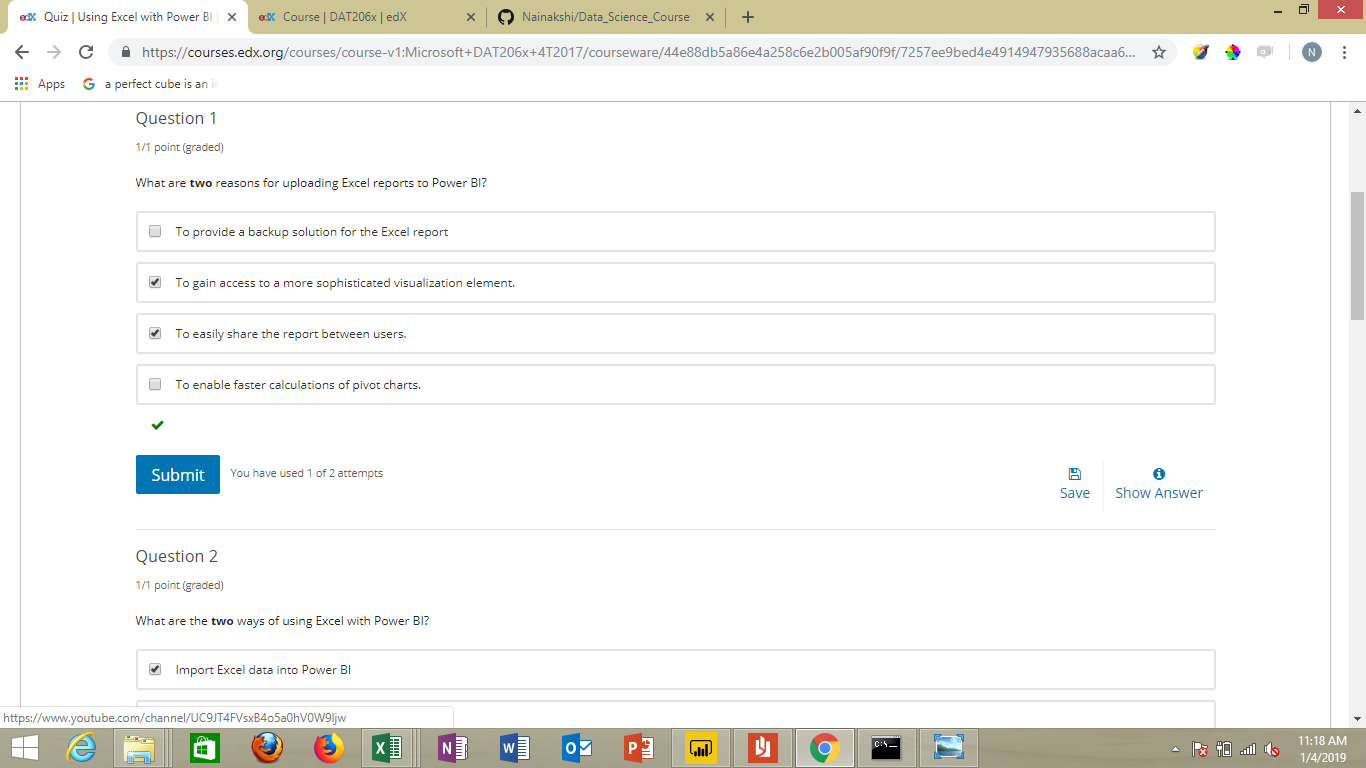 edX Quiz | Using Excel with Power BI |
edX Course | DAT206x | edX
Nainakshi/Data_Science_Course
https://courses.edx.org/courses/course-v1:Microsoft+DAT206x+4T2017/courseware/44e88db5a86e4a258c6e2b005af90f9f/7257ee9bed4e4914947935688acaa6...
N
Apps
G a perfect cube is an i
Question 1
1/1 point (graded)
What are two reasons for uploading Excel reports to Power BI?
To provide a backup solution for the Excel report
To gain access to a more sophisticated visualization element.
To easily share the report between users.
To enable faster calculations of pivot charts.
Submit
You have used 1 of 2 attempts
Save
Show Answer
Question 2
1/1 point (graded)
What are the two ways of using Excel with Power BI?
Import Excel data into Power BI
https://www.youtube.com/channel/UC9JT4FVsxB4o5a0hV0W9ljw
11:18 AM
1/4/2019